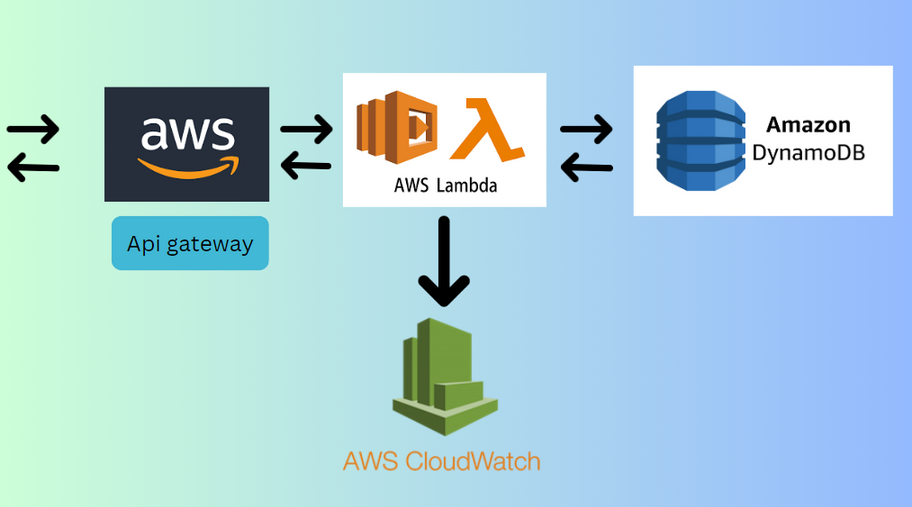 aws
Api gateway
AWS Lambda
Amazon
DynamoDB
AWS CloudWatch